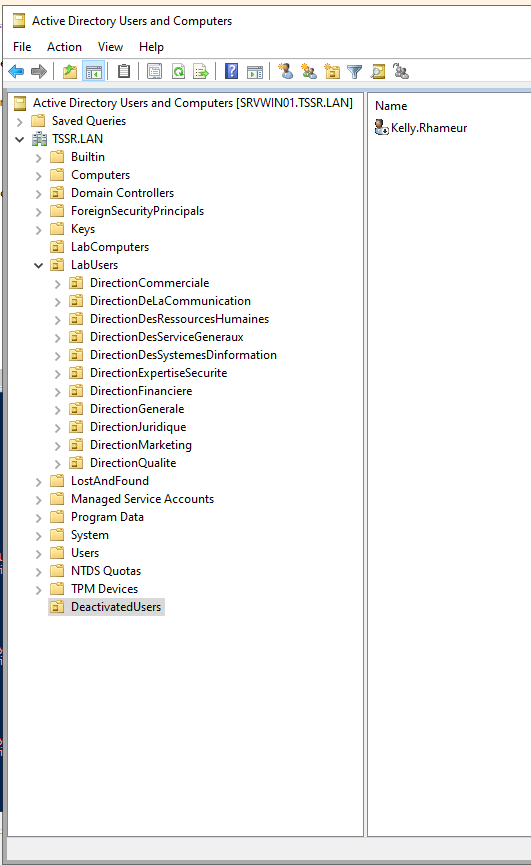 Active Directory Users and Computers
File Action View Help
Active Directory Users and Computers [SRVWIN01.TSSR.LAN]
Saved Queries
TSSR.LAN
Builtin
Computers
Domain Controllers
ForeignSecurityPrincipals
Keys
LabComputers
LabUsers
DirectionCommerciale
DirectionDeLaCommunication
DirectionDesRessourcesHumaines
DirectionDesServiceGeneraux
DirectionDesSystemesDinformation
DirectionExpertiseSecurite
DirectionFinanciere
DirectionGenerale
DirectionJuridique
DirectionMarketing
DirectionQualite
LostAndFound
Managed Service Accounts
Program Data
System
Users
NTDS Quotas
TPM Devices
DeactivatedUsers
Name
Kelly.Rhameur